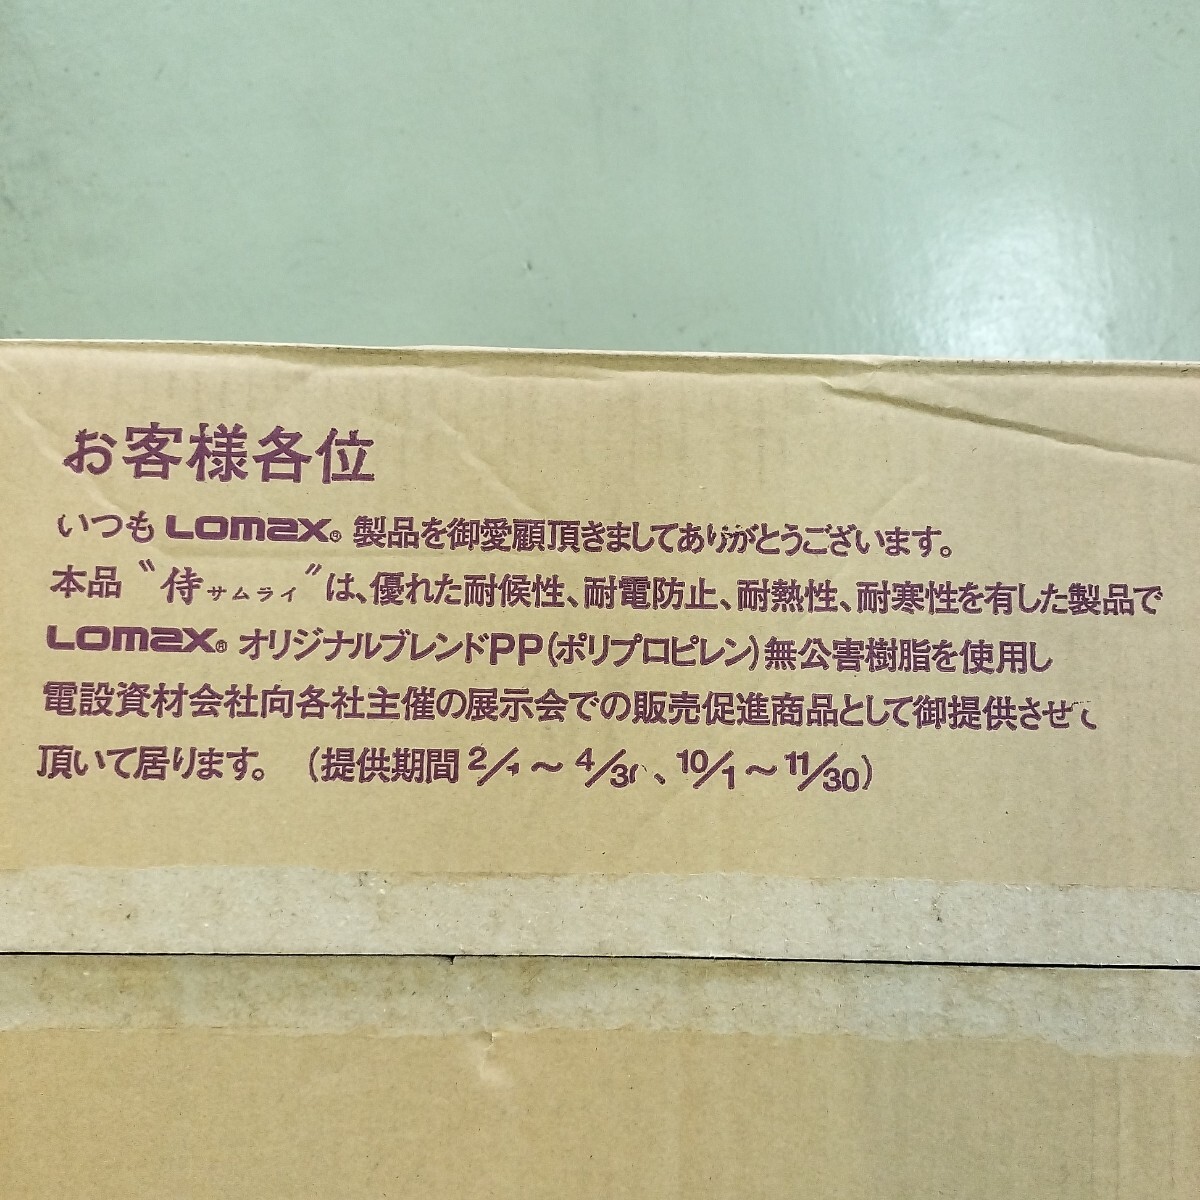 お客様各位
いつもLOMAX® 製品を御愛顧頂きましてありがとうございます。
本品〝侍サムライ〟は、優れた耐候性、耐電防止、耐熱性、耐寒性を有した製品で
LOMAX® オリジナルブレンドPP(ポリプロピレン)無公害樹脂を使用し
電設資材会社向各社主催の展示会での販売促進商品として御提供させて
頂いて居ります。 (提供期間 2/1～4/30、10/1～11/30)